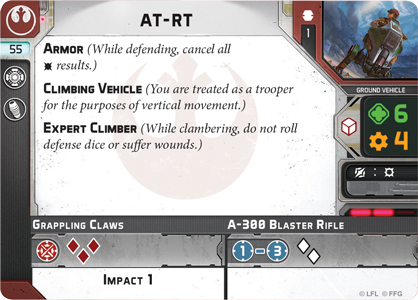 AT-RT
1
55
ARMOR (While defending, cancel all
results.)
CLIMBING VEHICLE (You are treated as a trooper
for the purposes of vertical movement.)
EXPERT CLIMBER (While clambering, do not roll
defense dice or suffer wounds.)
GROUND VEHICLE
6
4
:
GRAPPLING CLAWS
IMPACT 1
A-300 BLASTER RIFLE
1-3
© LFL © FFG